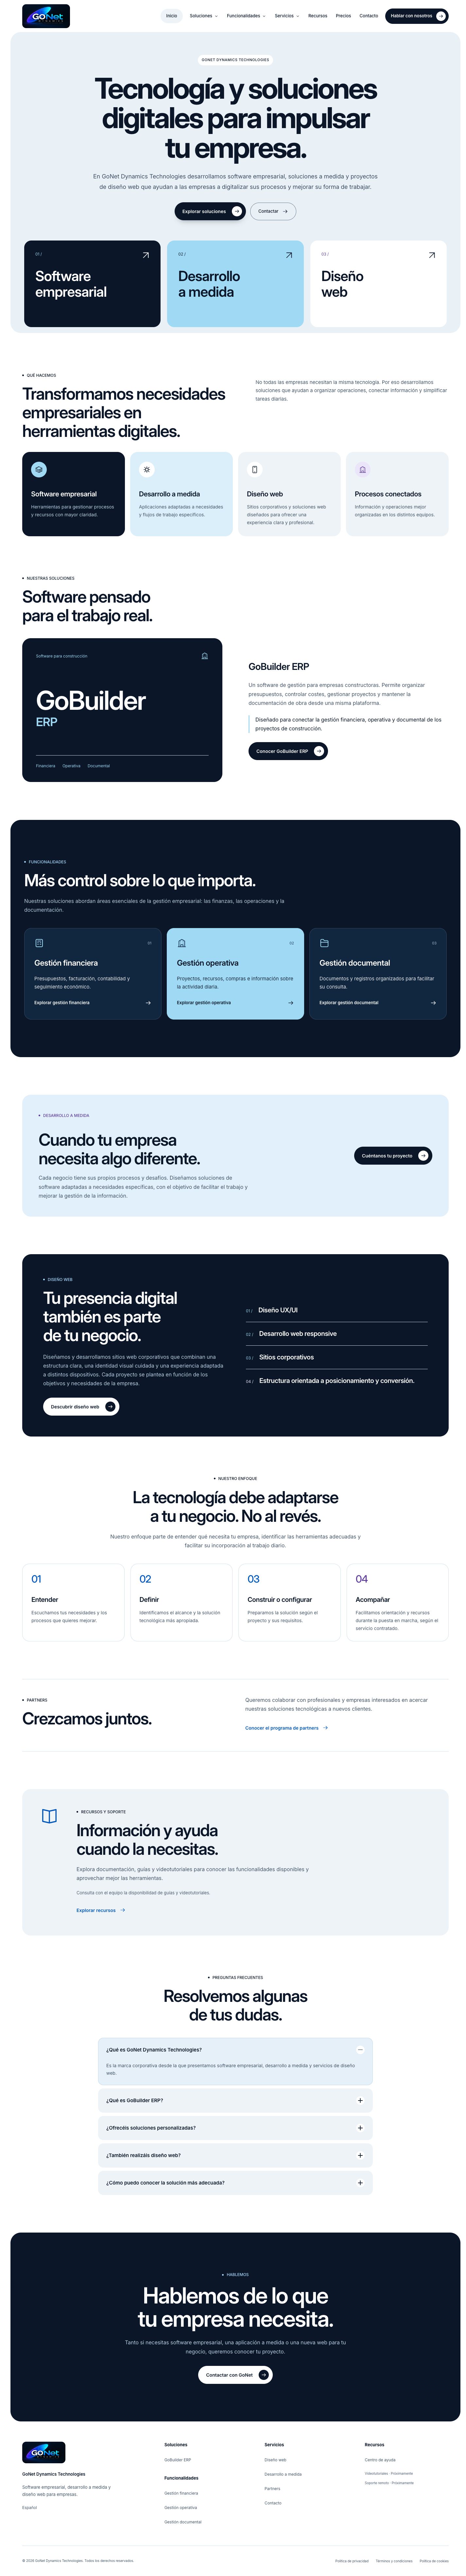 GONet
Inicio
Soluciones
Funcionalidades
Servicios
Recursos
Precios
Contacto
Hablar con nosotros
GONET DYNAMICS TECHNOLOGIES
Tecnología y soluciones
digitales para impulsar
tu empresa.
En GoNet Dynamics Technologies desarrollamos software empresarial, soluciones a medida y proyectos
de diseño web que ayudan a las empresas a digitalizar sus procesos y mejorar su forma de trabajar.
Explorar soluciones
Contactar
01 /
Software
empresarial
02 /
Desarrollo
a medida
03 /
Diseño
web
QUÉ HACEMOS
Transformamos necesidades
empresariales en
herramientas digitales.
No todas las empresas necesitan la misma tecnología. Por eso desarrollamos
soluciones que ayudan a organizar operaciones, conectar información y simplificar
tareas diarias.
Software empresarial
Herramientas para gestionar procesos
y recursos con mayor claridad.
Desarrollo a medida
Aplicaciones adaptadas a necesidades
y flujos de trabajo específicos.
Diseño web
Sitios corporativos y soluciones web
diseñados para ofrecer una
experiencia clara y profesional.
Procesos conectados
Información y operaciones mejor
organizadas en los distintos equipos.
NUESTRAS SOLUCIONES
Software pensado
para el trabajo real.
Software para construcción
GoBuilder
ERP
Financiera
Operativa
Documental
GoBuilder ERP
Un software de gestión para empresas constructoras. Permite organizar
presupuestos, controlar costes, gestionar proyectos y mantener la
documentación de obra desde una misma plataforma.
Diseñado para conectar la gestión financiera, operativa y documental de los
proyectos de construcción.
Conocer GoBuilder ERP
FUNCIONALIDADES
Más control sobre lo que importa.
Nuestras soluciones abordan áreas esenciales de la gestión empresarial: las finanzas, las operaciones y la
documentación.
01
Gestión financiera
Presupuestos, facturación, contabilidad y
seguimiento económico.
Explorar gestión financiera
02
Gestión operativa
Proyectos, recursos, compras e información sobre
la actividad diaria.
Explorar gestión operativa
03
Gestión documental
Documentos y registros organizados para facilitar
su consulta.
Explorar gestión documental
DESARROLLO A MEDIDA
Cuando tu empresa
necesita algo diferente.
Cada negocio tiene sus propios procesos y desafíos. Diseñamos soluciones de
software adaptadas a necesidades específicas, con el objetivo de facilitar el trabajo y
mejorar la gestión de la información.
Cuéntanos tu proyecto
DISEÑO WEB
Tu presencia digital
también es parte
de tu negocio.
Diseñamos y desarrollamos sitios web corporativos que combinan una
estructura clara, una identidad visual cuidada y una experiencia adaptada
a distintos dispositivos. Cada proyecto se plantea en función de los
objetivos y necesidades de la empresa.
Descubrir diseño web
01 /
Diseño UX/UI
02 /
Desarrollo web responsive
03 /
Sitios corporativos
04 /
Estructura orientada a posicionamiento y conversión.
NUESTRO ENFOQUE
La tecnología debe adaptarse
a tu negocio. No al revés.
Nuestro enfoque parte de entender qué necesita tu empresa, identificar las herramientas adecuadas y
facilitar su incorporación al trabajo diario.
01
Entender
Escuchamos tus necesidades y los
procesos que quieres mejorar.
02
Definir
Identificamos el alcance y la solución
tecnológica más apropiada.
03
Construir o configurar
Preparamos la solución según el
proyecto y sus requisitos.
04
Acompañar
Facilitamos orientación y recursos
durante la puesta en marcha, según el
servicio contratado.
PARTNERS
Crezcamos juntos.
Queremos colaborar con profesionales y empresas interesados en acercar
nuestras soluciones tecnológicas a nuevos clientes.
Conocer el programa de partners
RECURSOS Y SOPORTE
Información y ayuda
cuando la necesitas.
Explora documentación, guías y videotutoriales para conocer las funcionalidades disponibles y
aprovechar mejor las herramientas.
Consulta con el equipo la disponibilidad de guías y videotutoriales.
Explorar recursos
PREGUNTAS FRECUENTES
Resolvemos algunas
de tus dudas.
¿Qué es GoNet Dynamics Technologies?
Es la marca corporativa desde la que presentamos software empresarial, desarrollo a medida y servicios de diseño
web.
¿Qué es GoBuilder ERP?
¿Ofrecéis soluciones personalizadas?
¿También realizáis diseño web?
¿Cómo puedo conocer la solución más adecuada?
HABLEMOS
Hablemos de lo que
tu empresa necesita.
Tanto si necesitas software empresarial, una aplicación a medida o una nueva web para tu
negocio, queremos conocer tu proyecto.
Contactar con GoNet
GONet
GoNet Dynamics Technologies
Software empresarial, desarrollo a medida y
diseño web para empresas.
Español
Soluciones
GoBuilder ERP
Funcionalidades
Gestión financiera
Gestión operativa
Gestión documental
Servicios
Diseño web
Desarrollo a medida
Partners
Contacto
Recursos
Centro de ayuda
Videotutoriales · Próximamente
Soporte remoto · Próximamente
© 2026 GoNet Dynamics Technologies. Todos los derechos reservados.
Política de privacidad
Términos y condiciones
Política de cookies